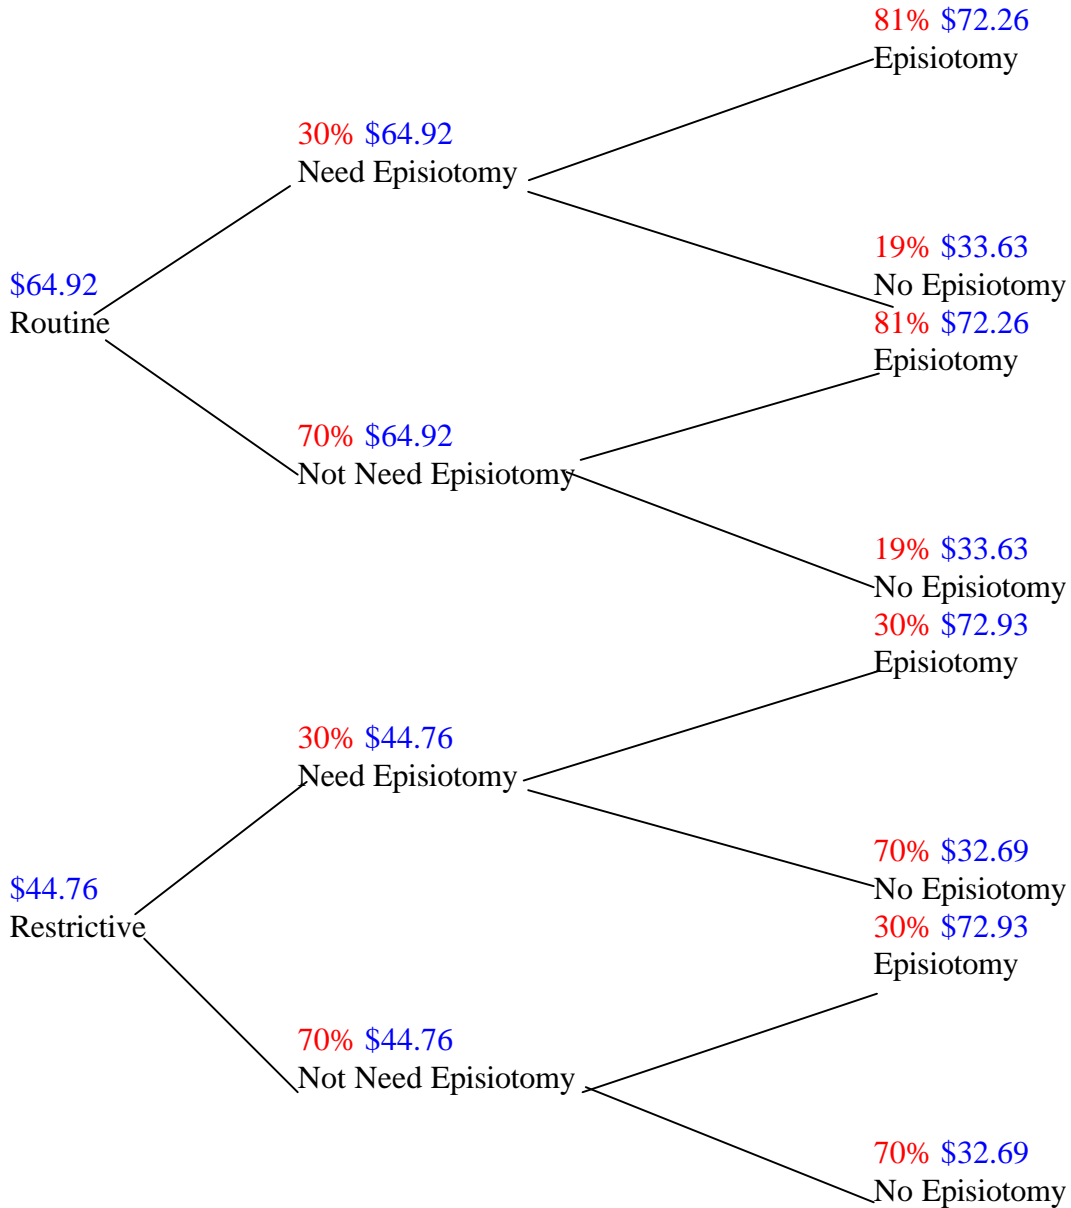 81% $72.26
Episiotomy
30% $64.92
Need Episiotomy
19% $33.63
No Episiotomy
$64.92
Routine
81% $72.26
Episiotomy
70% $64.92
Not Need Episiotomy
19% $33.63
No Episiotomy
30% $72.93
Episiotomy
30% $44.76
Need Episiotomy
70% $32.69
No Episiotomy
$44.76
Restrictive
30% $72.93
Episiotomy
70% $44.76
Not Need Episiotomy
70% $32.69
No Episiotomy